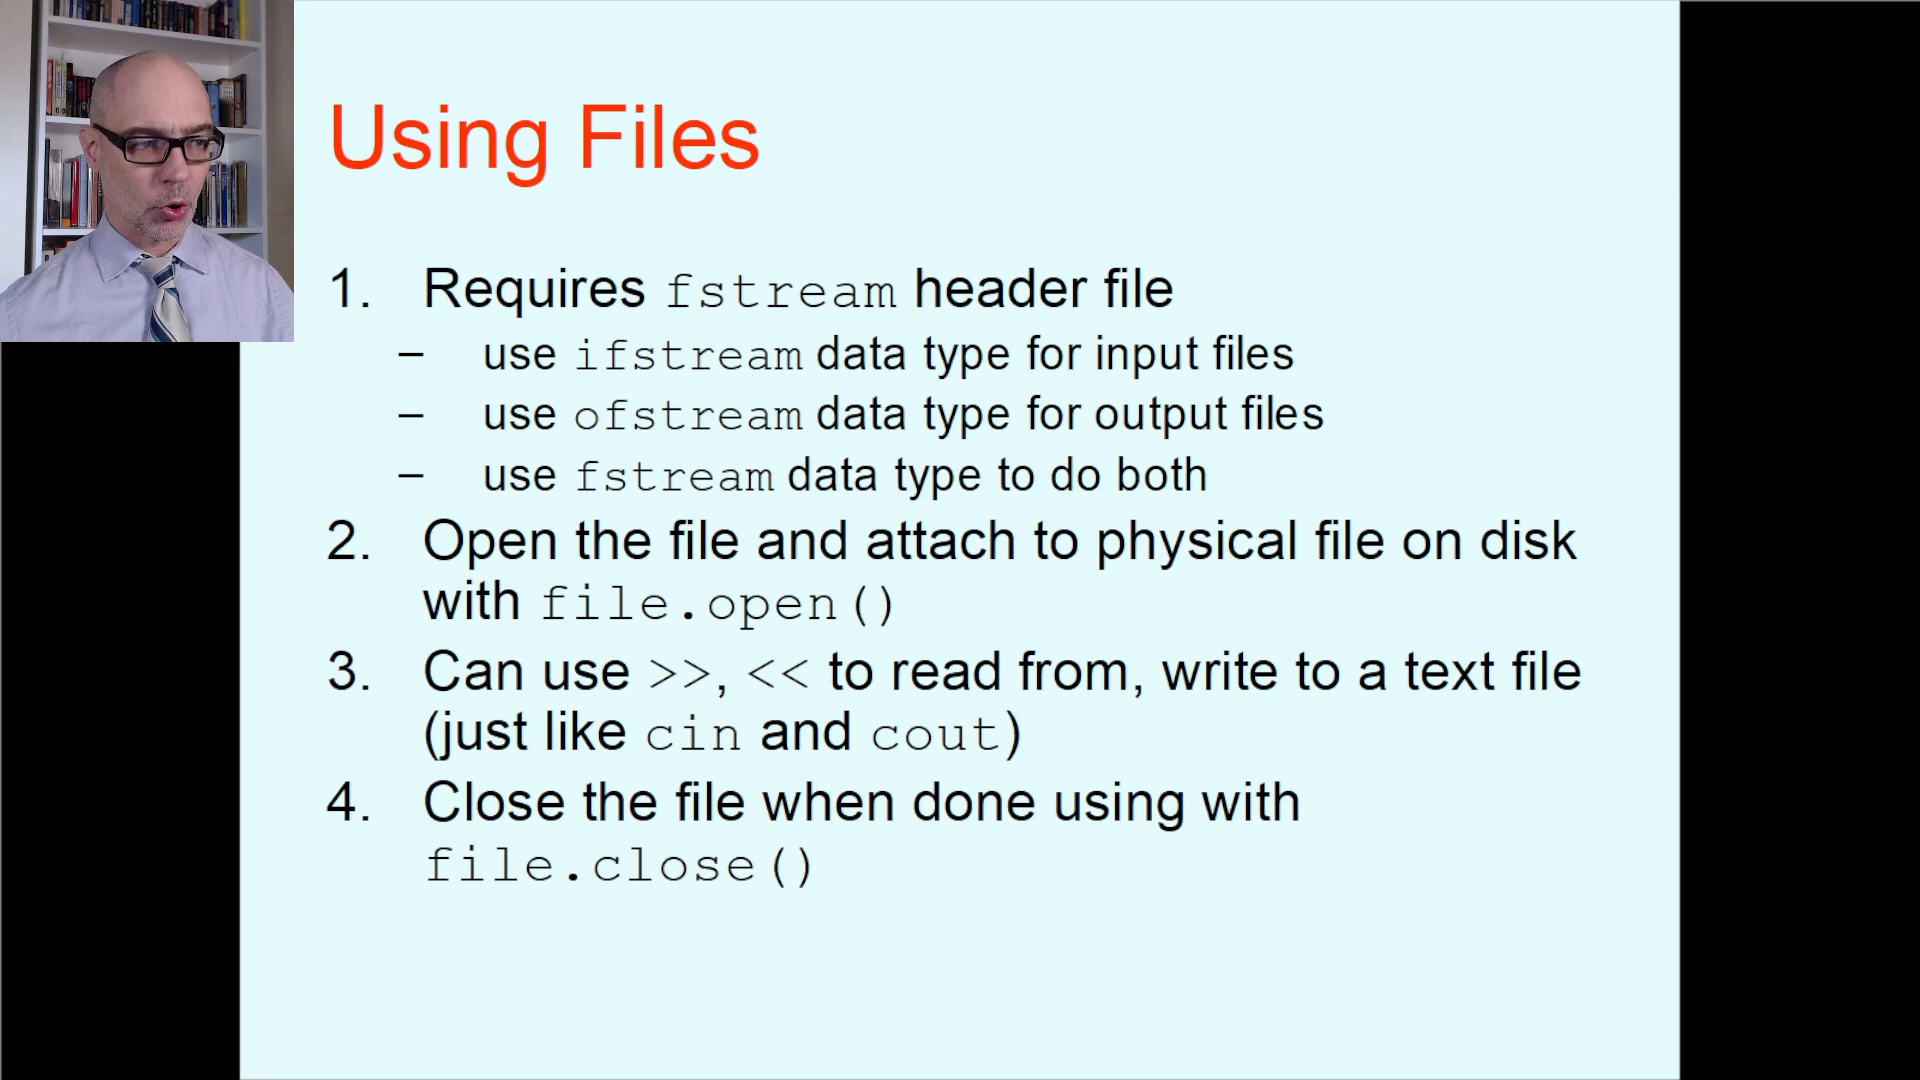 Using Files
1. Requires fstream header file
– use ifstream data type for input files
– use ofstream data type for output files
– use fstream data type to do both
2. Open the file and attach to physical file on disk
with file.open()
3. Can use >>, << to read from, write to a text file
(just like cin and cout)
4. Close the file when done using with
file.close()